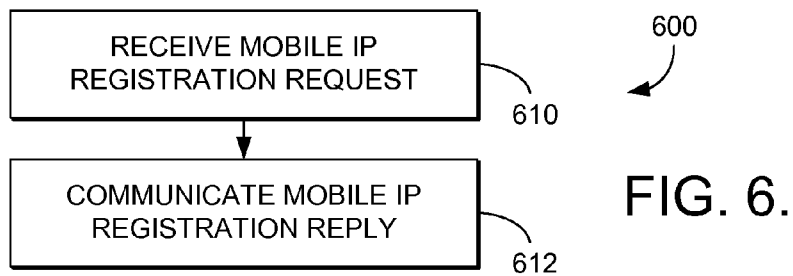 RECEIVE MOBILE IP
REGISTRATION REQUEST
610
600
COMMUNICATE MOBILE IP
REGISTRATION REPLY
612
FIG. 6.